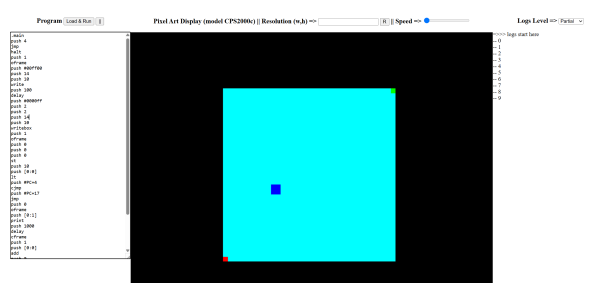 Program Load & Run ||
Pixel Art Display (model CPS2000c) || Resolution (w,h) => R || Speed =>
Logs Level => Partial
.main
push 4
jmp
halt
push 1
oframe
push #00ff00
push 14
push 10
write
push 100
delay
push #0000ff
push 2
push 2
push 14
push 10
writebox
push 1
oframe
push 0
push 0
push 0
st
push 10
push [0:0]
lt
push #PC+4
cjmp
push #PC+17
jmp
push 0
oframe
push [0:1]
print
push 1000
delay
cframe
push 1
push [0:0]
add
>>>> logs start here
-- 0
-- 1
-- 2
-- 3
-- 4
-- 5
-- 6
-- 7
-- 8
-- 9